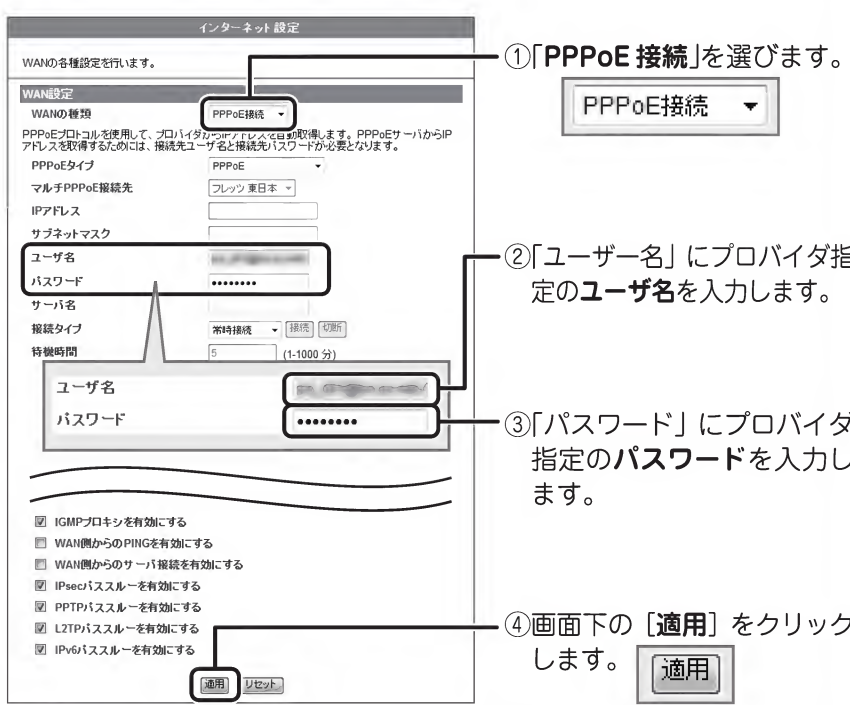 インターネット設定
WANの各種設定を行います。
WAN設定
WANの種類 PPPoE接続
PPPoEプロトコルを使用して、プロバイダからIPアドレスを自動取得します。PPPoEサーバからIP
アドレスを取得するためには、接続先ユーザ名と接続先パスワードが必要となります。
PPPoEタイプ PPPoE
マルチPPPoE接続先 フレッツ 東日本
IPアドレス
サブネットマスク
ユーザ名
パスワード ••••••••
サーバ名
接続タイプ 常時接続 接続 切断
待機時間 5 (1-1000 分)
ユーザ名
パスワード ••••••••
IGMPプロキシを有効にする
WAN側からのPINGを有効にする
WAN側からのサーバ接続を有効にする
IPsecパススルーを有効にする
PPTPパススルーを有効にする
L2TPパススルーを有効にする
IPv6パススルーを有効にする
適用 リセット
①「PPPoE 接続」を選びます。
PPPoE接続
②「ユーザー名」にプロバイダ指
定のユーザ名を入力します。
③「パスワード」にプロバイダ
指定のパスワードを入力し
ます。
④画面下の［適用］をクリック
します。
適用